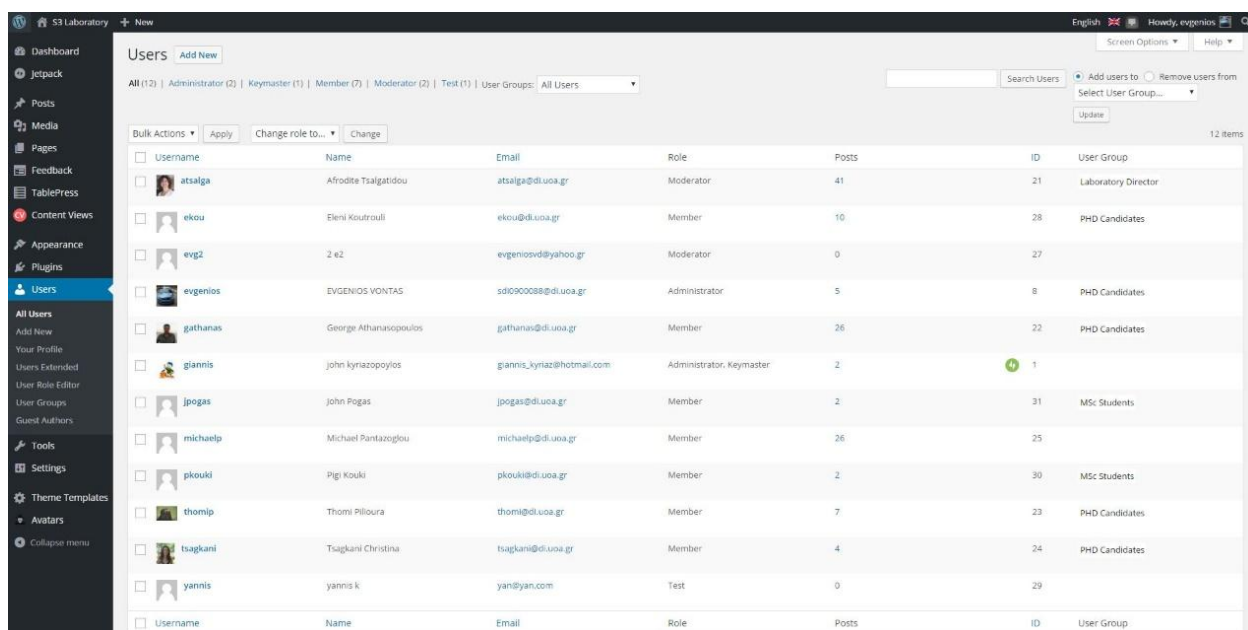 S3 Laboratory + New English Howdy, evgenios
Dashboard
Jetpack
Posts
Media
Pages
Feedback
TablePress
Content Views
Appearance
Plugins
Users
All Users
Add New
Your Profile
Users Extended
User Role Editor
User Groups
Guest Authors
Tools
Settings
Theme Templates
Avatars
Collapse menu
Screen Options ▼ Help ▼
Users Add New
All (12) | Administrator (2) | Keymaster (1) | Member (7) | Moderator (2) | Test (1) | User Groups: All Users
Search Users Add users to Remove users from
Select User Group...
Update
Bulk Actions Apply Change role to... Change 12 items
Username Name Email Role Posts ID User Group
atsalga Afrodite Tsalgatidou atsalga@di.uoa.gr Moderator 41 21 Laboratory Director
ekou Eleni Koutrouli ekou@di.uoa.gr Member 10 28 PHD Candidates
evg2 2 e2 evgeniosvd@yahoo.gr Moderator 0 27
evgenios EVGENIOS VONTAS sdi0900088@di.uoa.gr Administrator 5 8 PHD Candidates
gathanas George Athanasopoulos gathanas@di.uoa.gr Member 26 22 PHD Candidates
giannis john kyriazopoylos giannis_kyriaz@hotmail.com Administrator, Keymaster 2 1
jpogas John Pogas jpogas@di.uoa.gr Member 2 31 MSc Students
michaelp Michael Pantazoglou michaelp@di.uoa.gr Member 26 25
pkouki Pigi Kouki pkouki@di.uoa.gr Member 2 30 MSc Students
thomip Thomi Pilioura thomi@di.uoa.gr Member 7 23 PHD Candidates
tsagkani Tsagkani Christina tsagkani@di.uoa.gr Member 4 24 PHD Candidates
yannis yannis k yan@yan.com Test 0 29
Username Name Email Role Posts ID User Group